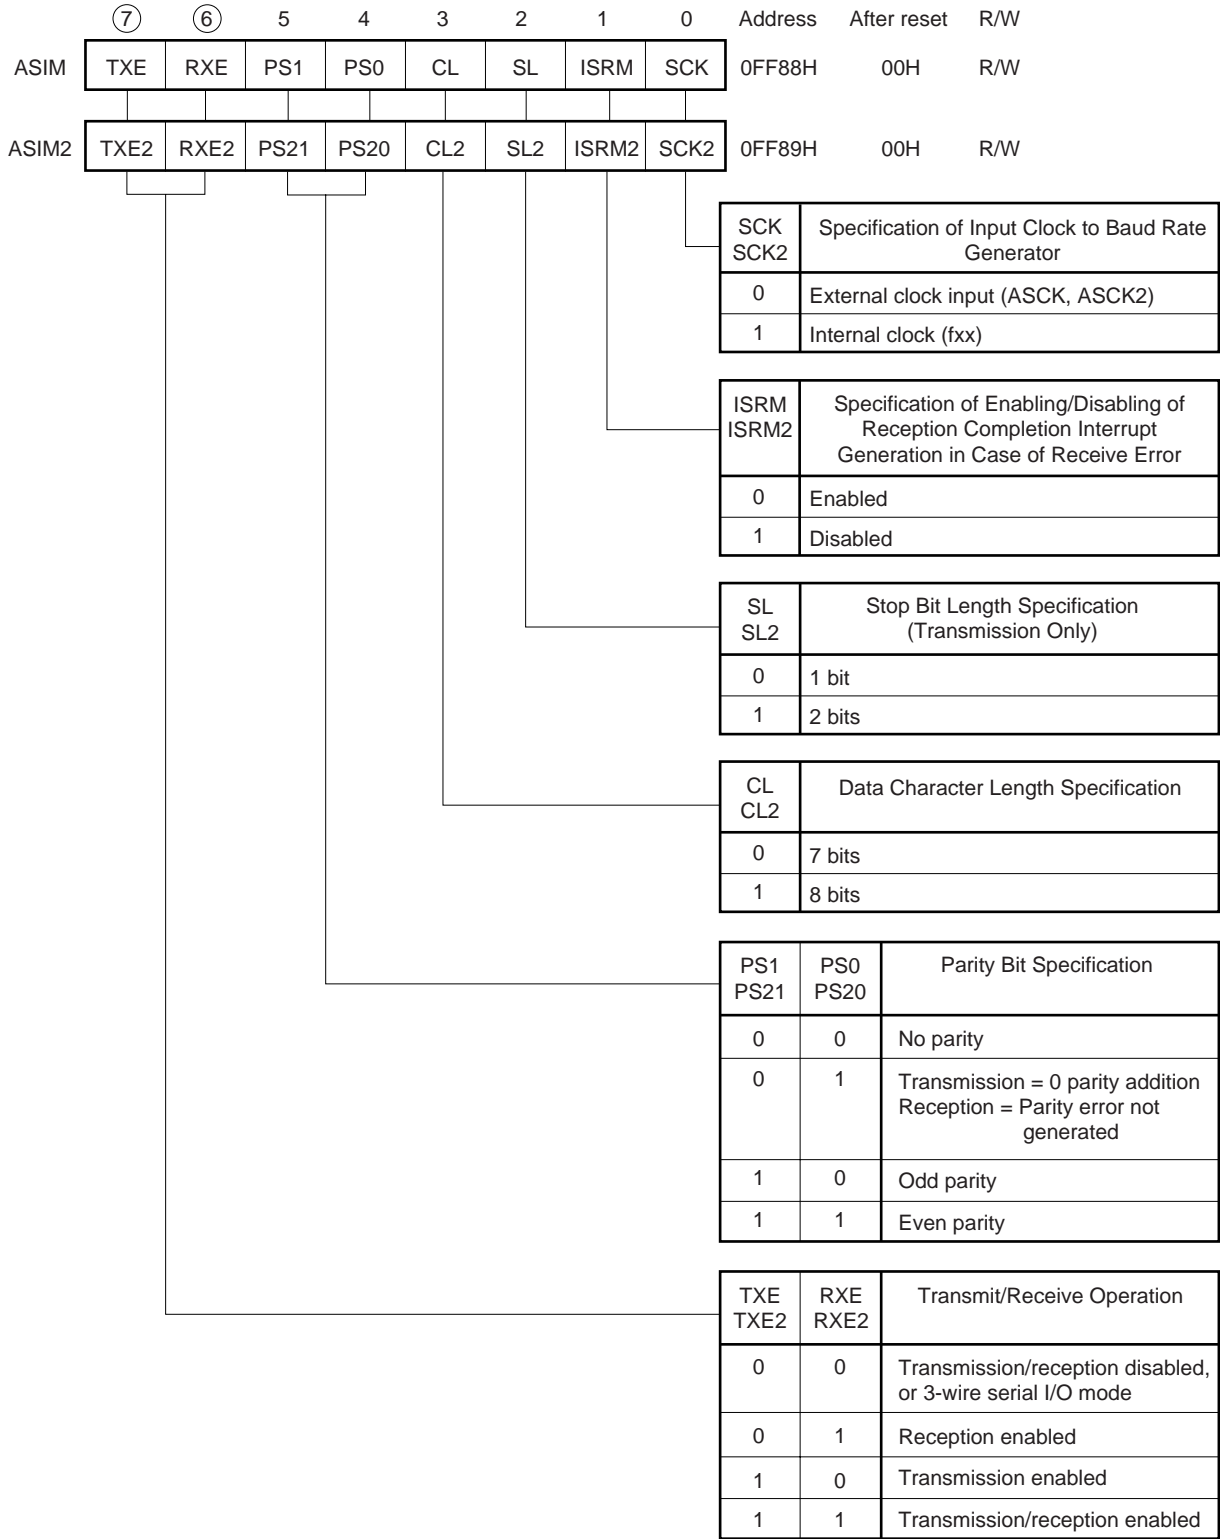 7 6 5 4 3 2 1 0 Address After reset R/W
ASIM TXE RXE PS1 PS0 CL SL ISRM SCK 0FF88H 00H R/W
ASIM2 TXE2 RXE2 PS21 PS20 CL2 SL2 ISRM2 SCK2 0FF89H 00H R/W
SCK Specification of Input Clock to Baud Rate
SCK2 Generator
0 External clock input (ASCK, ASCK2)
1 Internal clock (fxx)
ISRM Specification of Enabling/Disabling of
ISRM2 Reception Completion Interrupt
Generation in Case of Receive Error
0 Enabled
1 Disabled
SL Stop Bit Length Specification
SL2 (Transmission Only)
0 1 bit
1 2 bits
CL Data Character Length Specification
CL2
0 7 bits
1 8 bits
PS1 PS0 Parity Bit Specification
PS21 PS20
0 0 No parity
0 1 Transmission = 0 parity addition
Reception = Parity error not
generated
1 0 Odd parity
1 1 Even parity
TXE RXE Transmit/Receive Operation
TXE2 RXE2
0 0 Transmission/reception disabled,
or 3-wire serial I/O mode
0 1 Reception enabled
1 0 Transmission enabled
1 1 Transmission/reception enabled